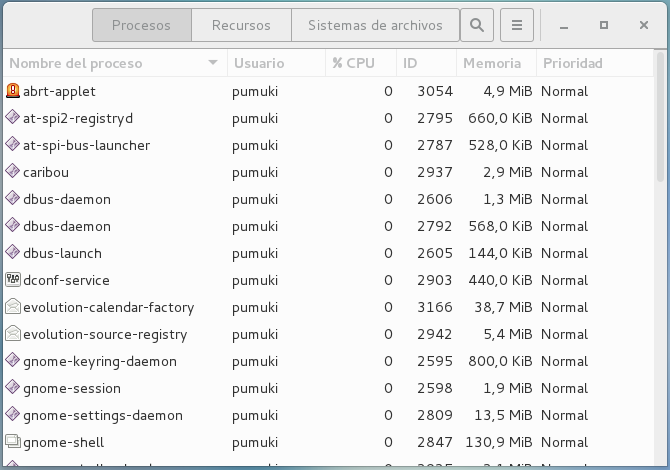 Procesos Recursos Sistemas de archivos
Nombre del proceso Usuario % CPU ID Memoria Prioridad
abrt-applet pumuki 0 3054 4,9 MiB Normal
at-spi2-registryd pumuki 0 2795 660,0 KiB Normal
at-spi-bus-launcher pumuki 0 2787 528,0 KiB Normal
caribou pumuki 0 2937 2,9 MiB Normal
dbus-daemon pumuki 0 2606 1,3 MiB Normal
dbus-daemon pumuki 0 2792 568,0 KiB Normal
dbus-launch pumuki 0 2605 144,0 KiB Normal
dconf-service pumuki 0 2903 440,0 KiB Normal
evolution-calendar-factory pumuki 0 3166 38,7 MiB Normal
evolution-source-registry pumuki 0 2942 5,4 MiB Normal
gnome-keyring-daemon pumuki 0 2595 800,0 KiB Normal
gnome-session pumuki 0 2598 1,9 MiB Normal
gnome-settings-daemon pumuki 0 2809 13,5 MiB Normal
gnome-shell pumuki 0 2847 130,9 MiB Normal